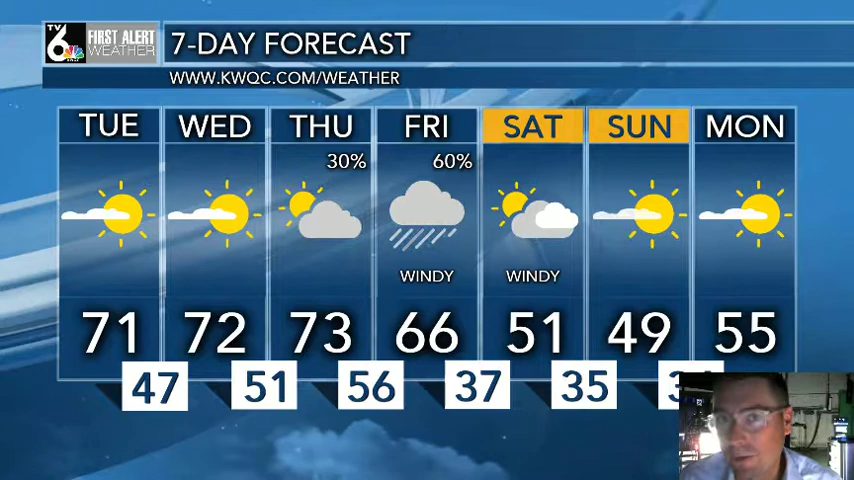 TV 6
FIRST ALERT
WEATHER
7-DAY FORECAST
WWW.KWQC.COM/WEATHER
TUE WED THU FRI SAT SUN MON
30% 60%
WINDY WINDY
71 72 73 66 51 49 55
47 51 56 37 35